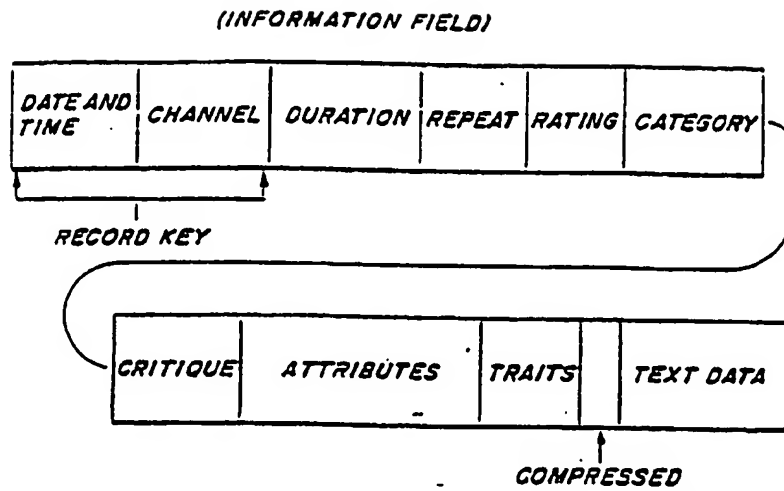 (INFORMATION FIELD)
DATE AND TIME CHANNEL DURATION REPEAT RATING CATEGORY
RECORD KEY
CRITIQUE ATTRIBUTES TRAITS TEXT DATA
COMPRESSED